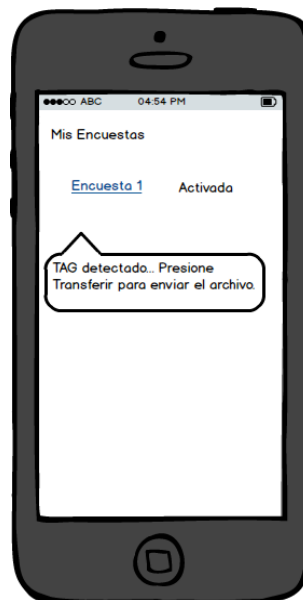 ●●●○○ ABC 04:54 PM
Mis Encuestas
Encuesta 1 Activada
TAG detectado... Presione
Transferir para enviar el archivo.